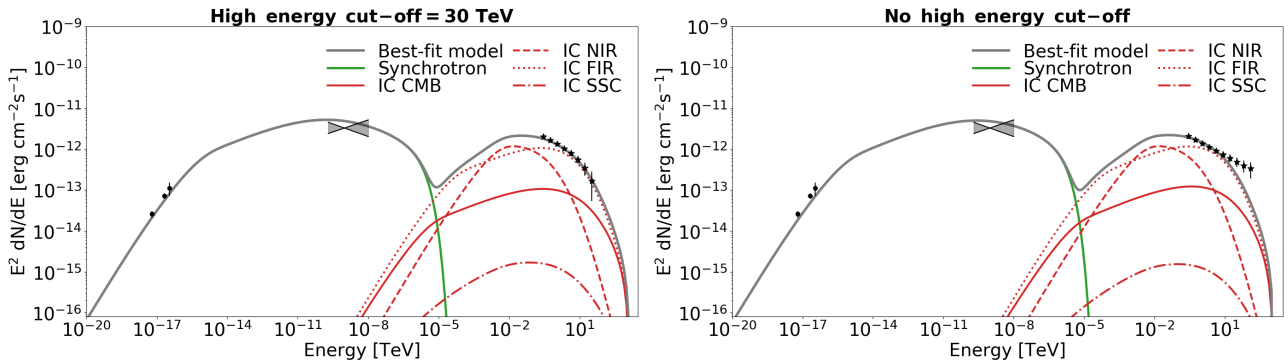 High energy cut−off = 30 TeV
10⁻⁹
10⁻¹⁰
10⁻¹¹
10⁻¹²
10⁻¹³
10⁻¹⁴
10⁻¹⁵
10⁻¹⁶
E² dN/dE [erg cm⁻²s⁻¹]
Best-fit model
Synchrotron
IC CMB
IC NIR
IC FIR
IC SSC
10⁻²⁰ 10⁻¹⁷ 10⁻¹⁴ 10⁻¹¹ 10⁻⁸ 10⁻⁵ 10⁻² 10¹
Energy [TeV]
No high energy cut−off
10⁻⁹
10⁻¹⁰
10⁻¹¹
10⁻¹²
10⁻¹³
10⁻¹⁴
10⁻¹⁵
10⁻¹⁶
E² dN/dE [erg cm⁻²s⁻¹]
Best-fit model
Synchrotron
IC CMB
IC NIR
IC FIR
IC SSC
10⁻²⁰ 10⁻¹⁷ 10⁻¹⁴ 10⁻¹¹ 10⁻⁸ 10⁻⁵ 10⁻² 10¹
Energy [TeV]